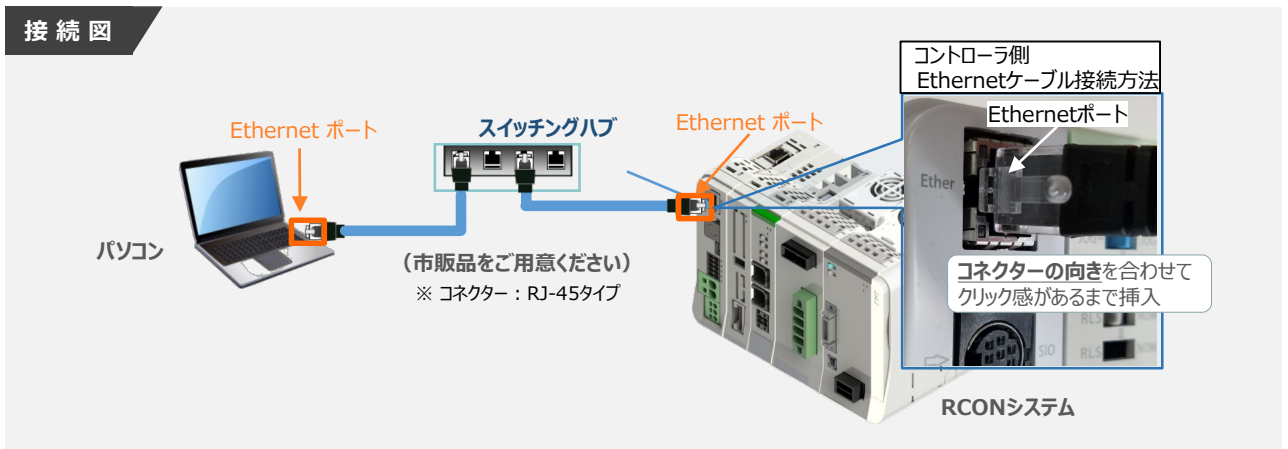 接続図
コントローラ側
Ethernetケーブル接続方法
Ethernetポート
Ethernet ポート
スイッチングハブ
Ethernet ポート
Ether
パソコン
（市販品をご用意ください）
※ コネクター：RJ-45タイプ
コネクターの向きを合わせて
クリック感があるまで挿入
RLS
NOM
SIO
RLS
NOM
RCONシステム